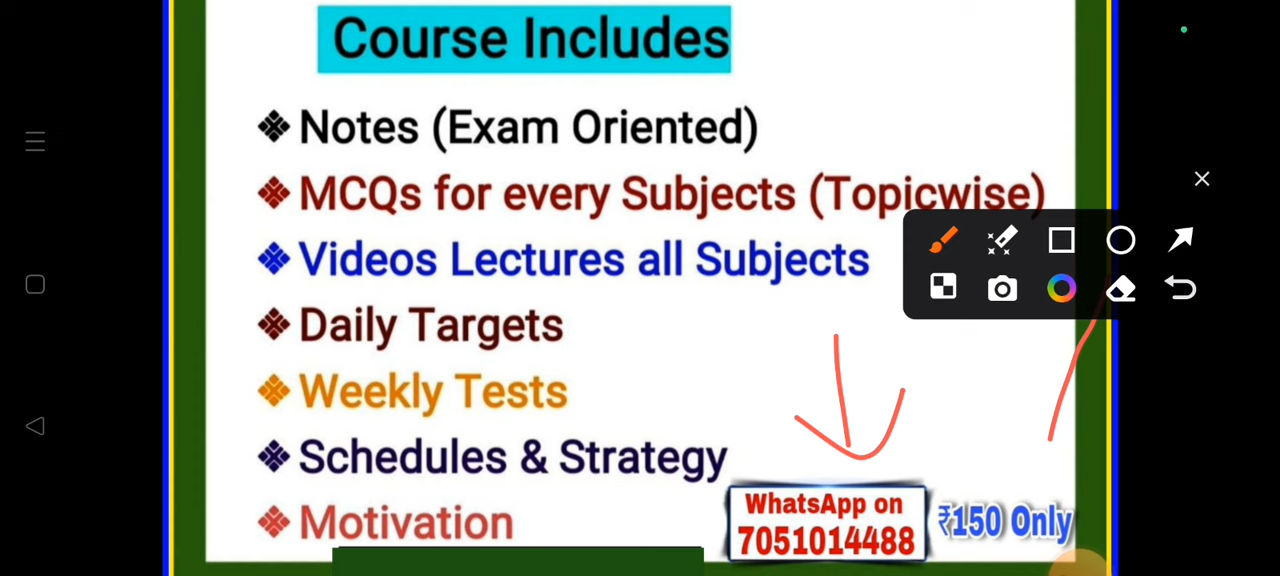 Course Includes
❖ Notes (Exam Oriented)
❖ MCQs for every Subjects (Topicwise)
❖ Videos Lectures all Subjects
❖ Daily Targets
❖ Weekly Tests
❖ Schedules & Strategy
❖ Motivation
WhatsApp on
7051014488
₹150 Only